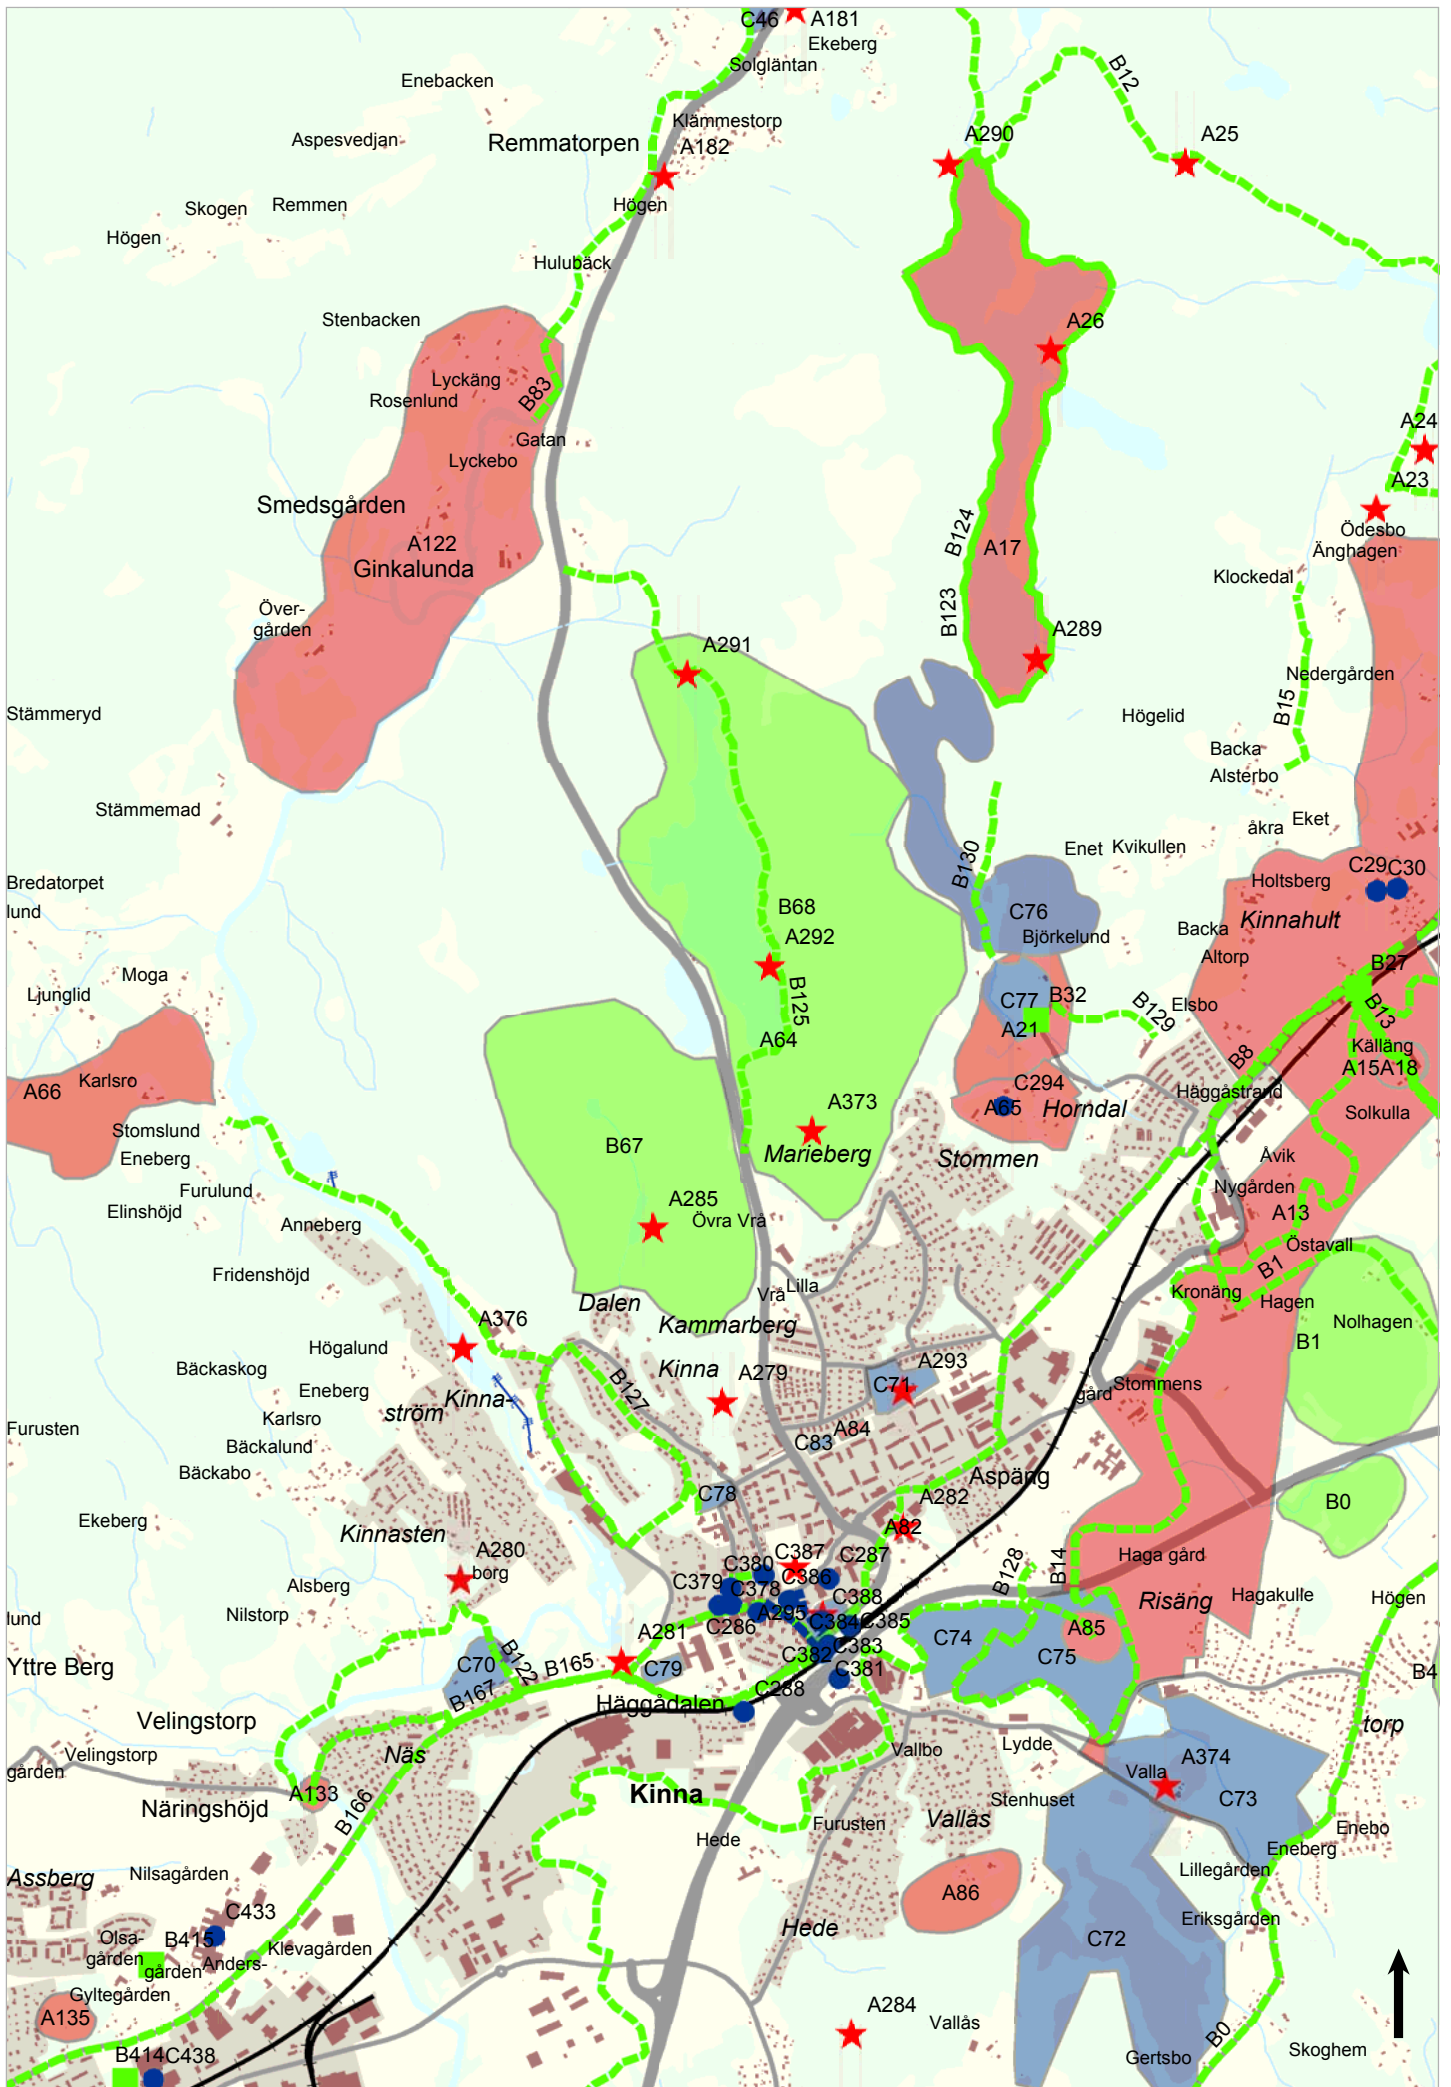 C46
A181
Ekeberg
Solgläntan
B12
Enebacken
Klämmestorp
Aspesvedjan
Remmatorpen
A182
A290
A25
Högen
Skogen
Remmen
Högen
Hulubäck
Stenbacken
A26
Lyckäng
Rosenlund
B83
A24
Gatan
Lyckebo
A23
Smedsgården
Ödesbo
Änghagen
B124
A122
A17
Ginkalunda
Klockedal
B123
Över-
gården
A289
A291
Nedergården
B15
Stämmeryd
Högelid
Backa
Alsterbo
Stämmemad
Eket
åkra
Enet
Kvikullen
B130
C29
C30
Bredatorpet
Holtsberg
lund
B68
C76
Kinnahult
A292
Björkelund
Backa
Altorp
B27
Moga
Ljunglid
B125
C77
B32
B129
Elsbo
B13
A21
A64
Källäng
B8
A15
A18
Karlsro
A66
C294
Häggåstrand
A373
A65
Horndal
Solkulla
Stomslund
B67
Marieberg
Stommen
Eneberg
Åvik
Furulund
Nygården
A285
Elinshöjd
A13
Anneberg
Övra Vrå
Östavall
Fridenshöjd
B1
Vrå
Lilla
Kronäng
Hagen
Dalen
A376
Kammarberg
Nolhagen
B1
Högalund
Bäckaskog
Kinna
A279
A293
B127
Eneberg
Kinna-
ström
C71
Stommens
gård
Karlsro
Furusten
A84
Bäckalund
C83
Bäckabo
Aspäng
C78
A282
B0
Ekeberg
Kinnasten
A82
A280
borg
C387
C287
C380
B128
B14
Haga gård
Alsberg
C379
C378
C386
Hagakulle
Högen
Nilstorp
C388
Risäng
lund
A295
A281
C286
C384
C385
A85
C74
C75
Yttre Berg
C70
B122
B165
C79
C382
C383
C381
B4
B167
Häggådalen
C288
Velingstorp
torp
Velingstorp
Näs
Vallbo
Lydde
gården
Valla
A374
A133
Kinna
Stenhuset
C73
Näringshöjd
B166
Furusten
Vallås
Hede
Enebo
Eneberg
Assberg
Nilsagården
Lillegården
A86
C433
Eriksgården
Olsa-
gården
B415
Klevagården
Hede
C72
gården
Anders-
Gyltegården
A135
A284
Vallås
B0
Skoghem
B414
C438
Gertsbo